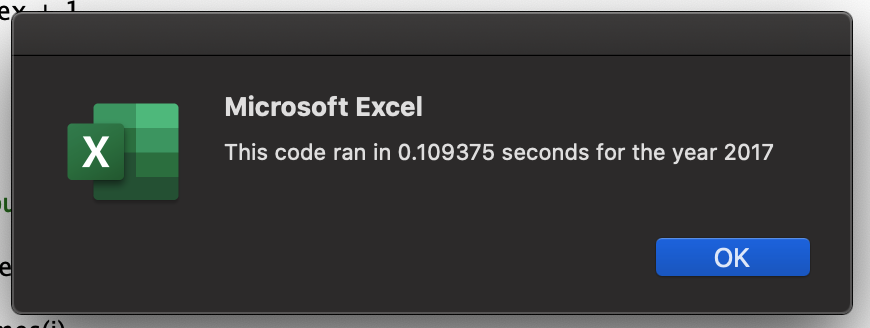 ex + 1
Microsoft Excel
X
This code ran in 0.109375 seconds for the year 2017
OK